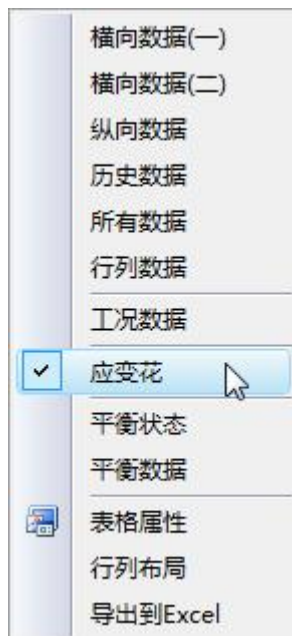 横向数据(一)
横向数据(二)
纵向数据
历史数据
所有数据
行列数据
工况数据
应变花
平衡状态
平衡数据
表格属性
行列布局
导出到Excel